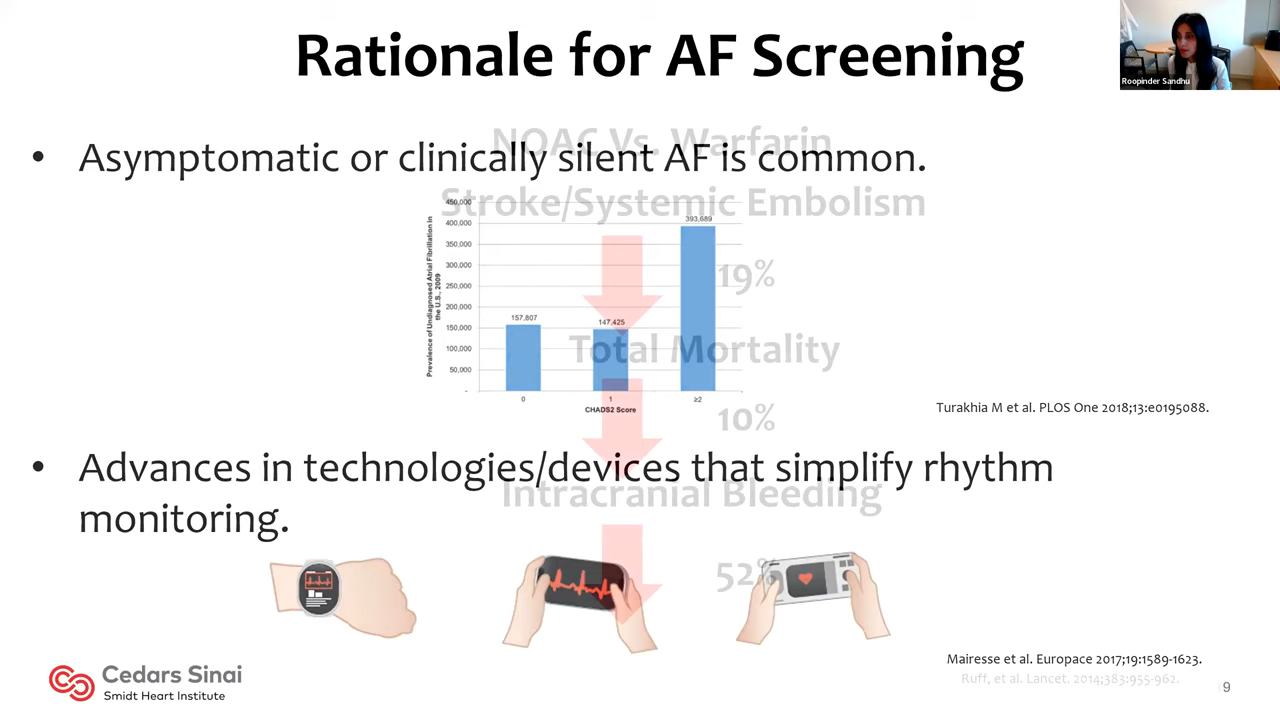 Rationale for AF Screening
Roopinder Sandhu
NOAC Vs. Warfarin
• Asymptomatic or clinically silent AF is common.
Stroke/Systemic Embolism
Prevalence of Undiagnosed Atrial Fibrillation in
the U.S., 2009
450,000
400,000
350,000
300,000
250,000
200,000
150,000
100,000
50,000
-
157,807
147,425
393,689
0
1
≥2
CHADS2 Score
19%
Total Mortality
10%
Turakhia M et al. PLOS One 2018;13:e0195088.
• Advances in technologies/devices that simplify rhythm
monitoring.
Intracranial Bleeding
52%
Cedars Sinai
Smidt Heart Institute
Mairesse et al. Europace 2017;19:1589-1623.
Ruff, et al. Lancet. 2014;383:955-962.
9